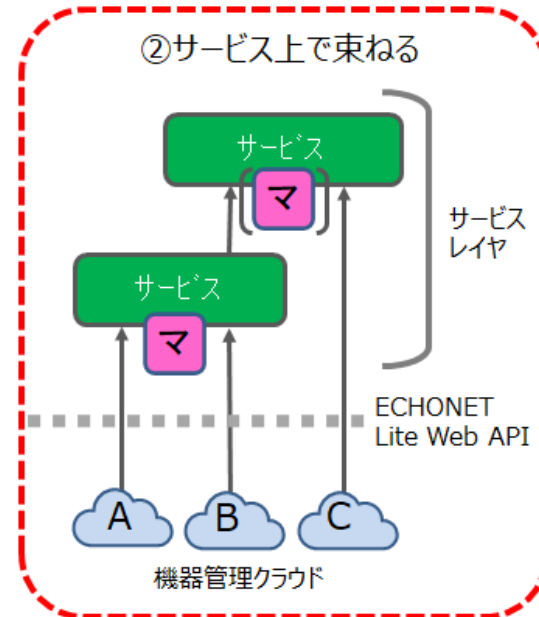 ②サービス上で束ねる
サービス
マ
サービス
レイヤ
サービス
マ
ECHONET
Lite Web API
A
B
C
機器管理クラウド